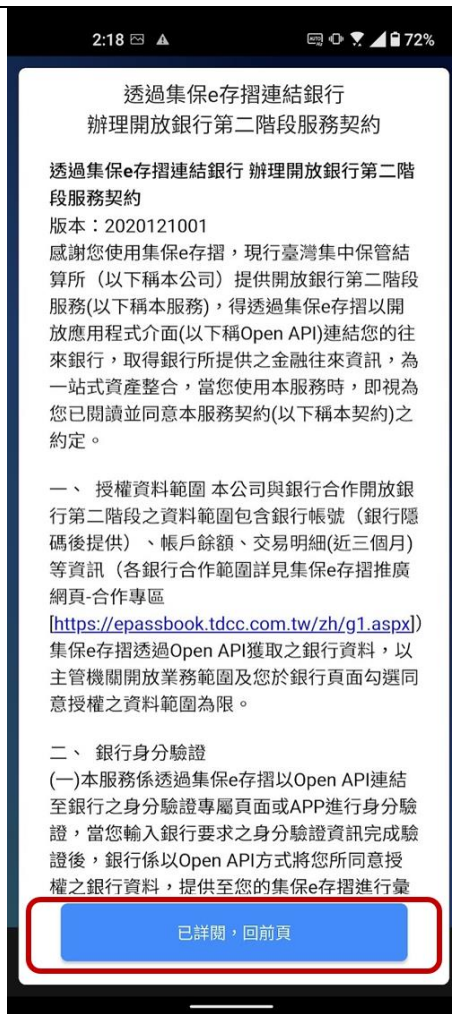 2:18
72%
透過集保e存摺連結銀行
辦理開放銀行第二階段服務契約
透過集保e存摺連結銀行 辦理開放銀行第二階
段服務契約
版本：2020121001
感謝您使用集保e存摺，現行臺灣集中保管結
算所（以下稱本公司）提供開放銀行第二階段
服務(以下稱本服務)，得透過集保e存摺以開
放應用程式介面(以下稱Open API)連結您的往
來銀行，取得銀行所提供之金融往來資訊，為
一站式資產整合，當您使用本服務時，即視為
您已閱讀並同意本服務契約(以下稱本契約)之
約定。
一、 授權資料範圍 本公司與銀行合作開放銀
行第二階段之資料範圍包含銀行帳號（銀行隱
碼後提供）、帳戶餘額、交易明細(近三個月)
等資訊（各銀行合作範圍詳見集保e存摺推廣
網頁-合作專區
[https://epassbook.tdcc.com.tw/zh/g1.aspx]）
集保e存摺透過Open API獲取之銀行資料，以
主管機關開放業務範圍及您於銀行頁面勾選同
意授權之資料範圍為限。
二、 銀行身分驗證
(一)本服務係透過集保e存摺以Open API連結
至銀行之身分驗證專屬頁面或APP進行身分驗
證，當您輸入銀行要求之身分驗證資訊完成驗
證後，銀行係以Open API方式將您所同意授
權之銀行資料，提供至您的集保e存摺進行彙
已詳閱，回前頁